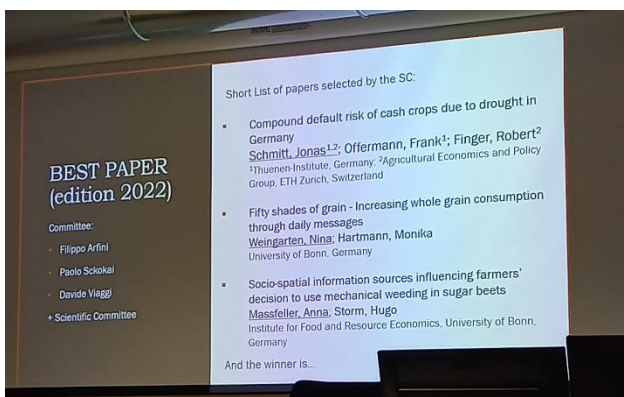 BEST PAPER
(edition 2022)
Committee:
Filippo Arfini
Paolo Sckokai
Davide Viaggi
+ Scientific Committee
Short List of papers selected by the SC:
Compound default risk of cash crops due to drought in
Germany
Schmitt, Jonas1,2; Offermann, Frank1; Finger, Robert2
1Thuenen-Institute, Germany; 2Agricultural Economics and Policy
Group, ETH Zurich, Switzerland
Fifty shades of grain - Increasing whole grain consumption
through daily messages
Weingarten, Nina; Hartmann, Monika
University of Bonn, Germany
Socio-spatial information sources influencing farmers'
decision to use mechanical weeding in sugar beets
Massfeller, Anna; Storm, Hugo
Institute for Food and Resource Economics, University of Bonn,
Germany
And the winner is...